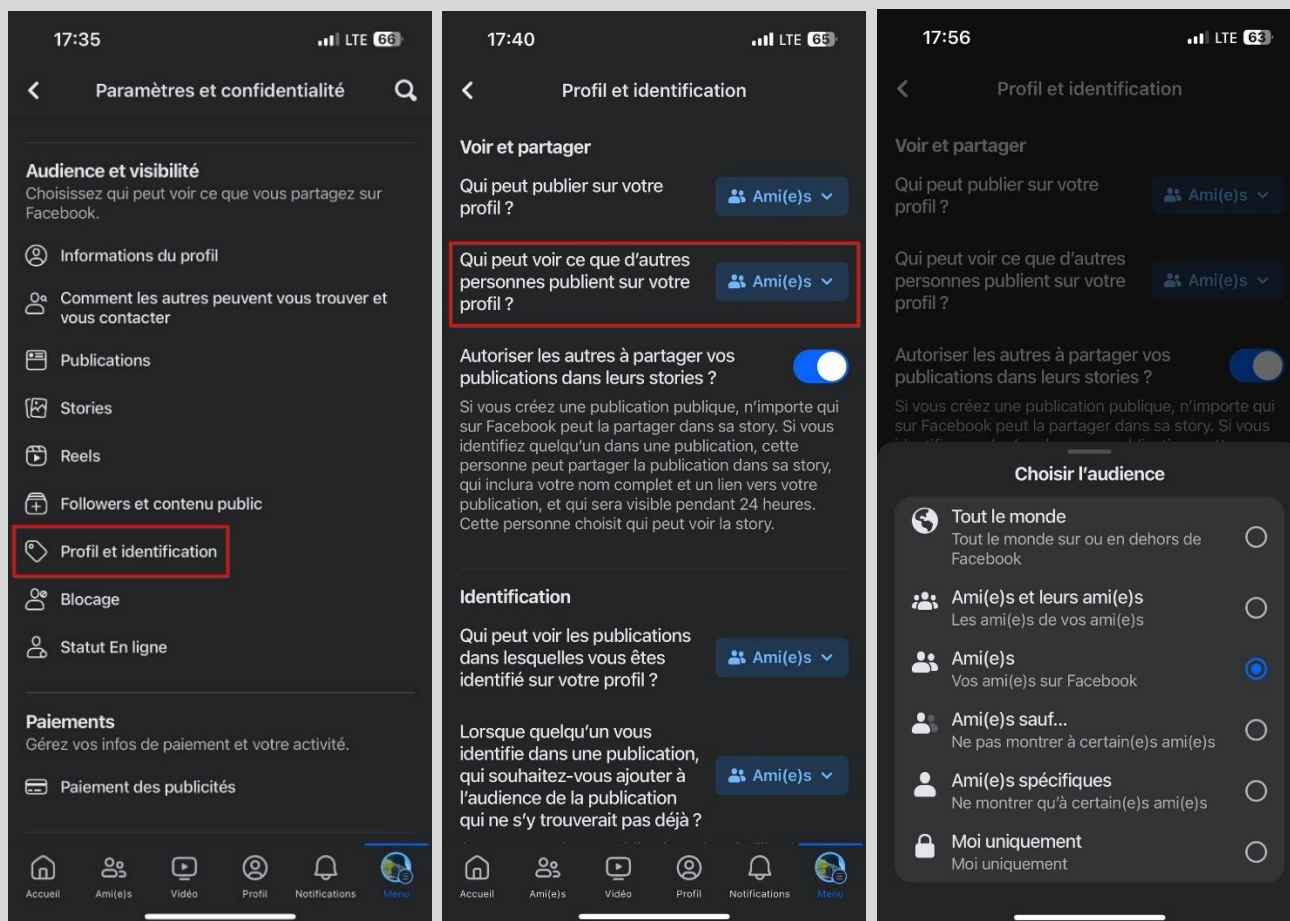 17:35
LTE 66
Paramètres et confidentialité
Audience et visibilité
Choisissez qui peut voir ce que vous partagez sur
Facebook.
Informations du profil
Comment les autres peuvent vous trouver et
vous contacter
Publications
Stories
Reels
Followers et contenu public
Profil et identification
Blocage
Statut En ligne
Paiements
Gérez vos infos de paiement et votre activité.
Paiement des publicités
Accueil Ami(e)s Vidéo Profil Notifications Menu
17:40
LTE 65
Profil et identification
Voir et partager
Qui peut publier sur votre
profil ?
Ami(e)s
Qui peut voir ce que d'autres
personnes publient sur votre
profil ?
Ami(e)s
Autoriser les autres à partager vos
publications dans leurs stories ?
Si vous créez une publication publique, n'importe qui
sur Facebook peut la partager dans sa story. Si vous
identifiez quelqu'un dans une publication, cette
personne peut partager la publication dans sa story,
qui inclura votre nom complet et un lien vers votre
publication, et qui sera visible pendant 24 heures.
Cette personne choisit qui peut voir la story.
Identification
Qui peut voir les publications
dans lesquelles vous êtes
identifié sur votre profil ?
Ami(e)s
Lorsque quelqu'un vous
identifie dans une publication,
qui souhaitez-vous ajouter à
l'audience de la publication
qui ne s'y trouverait pas déjà ?
Ami(e)s
Accueil Ami(e)s Vidéo Profil Notifications Menu
17:56
LTE 63
Profil et identification
Voir et partager
Qui peut publier sur votre
profil ?
Ami(e)s
Qui peut voir ce que d'autres
personnes publient sur votre
profil ?
Ami(e)s
Autoriser les autres à partager vos
publications dans leurs stories ?
Si vous créez une publication publique, n'importe qui
sur Facebook peut la partager dans sa story. Si vous
Choisir l'audience
Tout le monde
Tout le monde sur ou en dehors de
Facebook
Ami(e)s et leurs ami(e)s
Les ami(e)s de vos ami(e)s
Ami(e)s
Vos ami(e)s sur Facebook
Ami(e)s sauf...
Ne pas montrer à certain(e)s ami(e)s
Ami(e)s spécifiques
Ne montrer qu'à certain(e)s ami(e)s
Moi uniquement
Moi uniquement